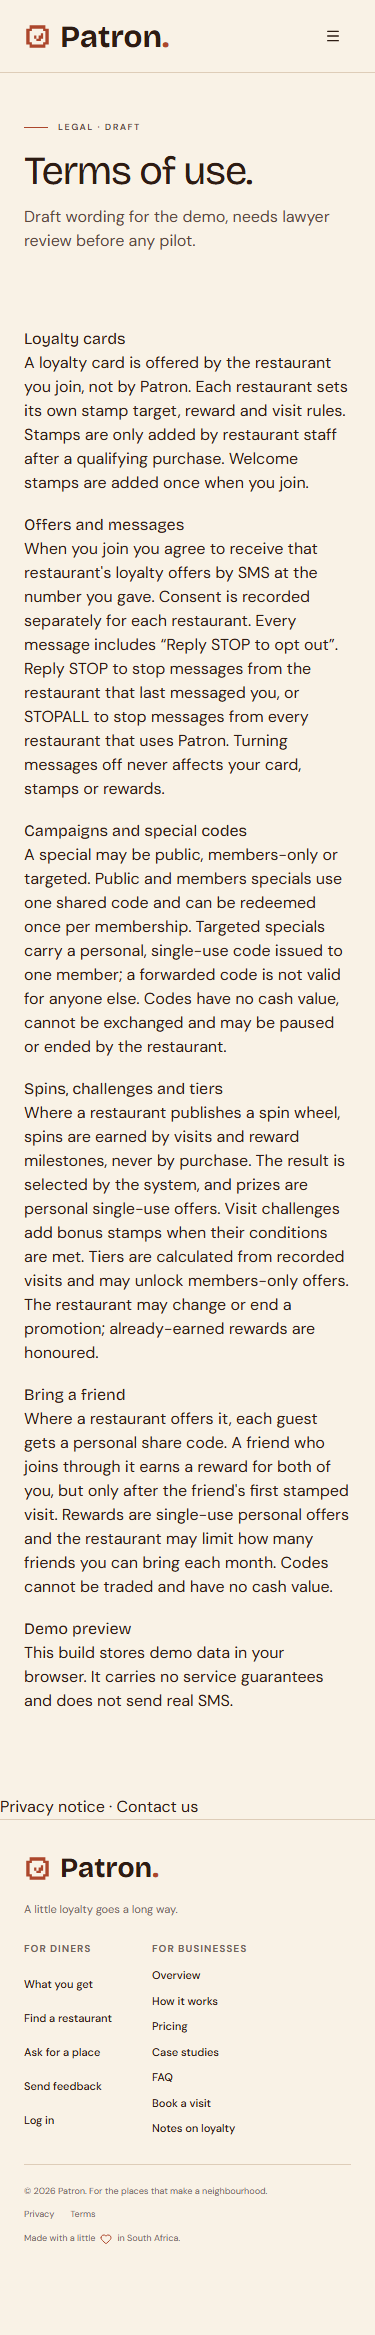 Patron.
LEGAL · DRAFT
Terms of use.
Draft wording for the demo, needs lawyer
review before any pilot.
Loyalty cards
A loyalty card is offered by the restaurant
you join, not by Patron. Each restaurant sets
its own stamp target, reward and visit rules.
Stamps are only added by restaurant staff
after a qualifying purchase. Welcome
stamps are added once when you join.
Offers and messages
When you join you agree to receive that
restaurant's loyalty offers by SMS at the
number you gave. Consent is recorded
separately for each restaurant. Every
message includes “Reply STOP to opt out”.
Reply STOP to stop messages from the
restaurant that last messaged you, or
STOPALL to stop messages from every
restaurant that uses Patron. Turning
messages off never affects your card,
stamps or rewards.
Campaigns and special codes
A special may be public, members-only or
targeted. Public and members specials use
one shared code and can be redeemed
once per membership. Targeted specials
carry a personal, single-use code issued to
one member; a forwarded code is not valid
for anyone else. Codes have no cash value,
cannot be exchanged and may be paused
or ended by the restaurant.
Spins, challenges and tiers
Where a restaurant publishes a spin wheel,
spins are earned by visits and reward
milestones, never by purchase. The result is
selected by the system, and prizes are
personal single-use offers. Visit challenges
add bonus stamps when their conditions
are met. Tiers are calculated from recorded
visits and may unlock members-only offers.
The restaurant may change or end a
promotion; already-earned rewards are
honoured.
Bring a friend
Where a restaurant offers it, each guest
gets a personal share code. A friend who
joins through it earns a reward for both of
you, but only after the friend's first stamped
visit. Rewards are single-use personal offers
and the restaurant may limit how many
friends you can bring each month. Codes
cannot be traded and have no cash value.
Demo preview
This build stores demo data in your
browser. It carries no service guarantees
and does not send real SMS.
Privacy notice · Contact us
Patron.
A little loyalty goes a long way.
FOR DINERS
What you get
Find a restaurant
Ask for a place
Send feedback
Log in
FOR BUSINESSES
Overview
How it works
Pricing
Case studies
FAQ
Book a visit
Notes on loyalty
© 2026 Patron. For the places that make a neighbourhood.
Privacy Terms
Made with a little ♡ in South Africa.